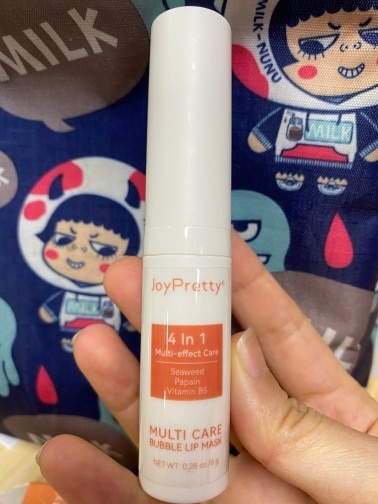 MILK
MILK-NUNU
MILK
JoyPretty®
4 In 1
Multi-effect Care
Seaweed
Papain
Vitamin B5
MULTI CARE
BUBBLE LIP MASK
NET WT. 0.28 oz/8 g